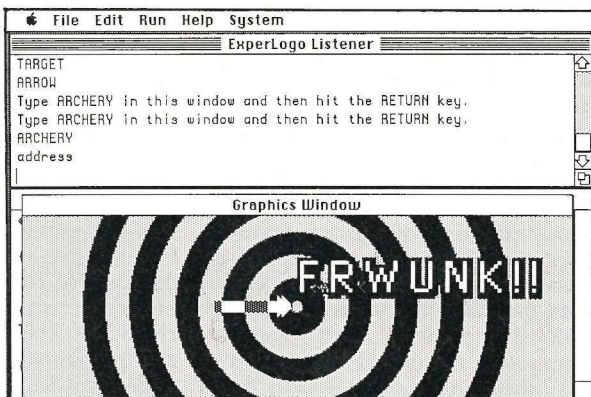 File Edit Run Help System
ExperLogo Listener
TARGET
ARROW
Type ARCHERY in this window and then hit the RETURN key.
Type ARCHERY in this window and then hit the RETURN key.
ARCHERY
address
Graphics Window
FRWUNK!!